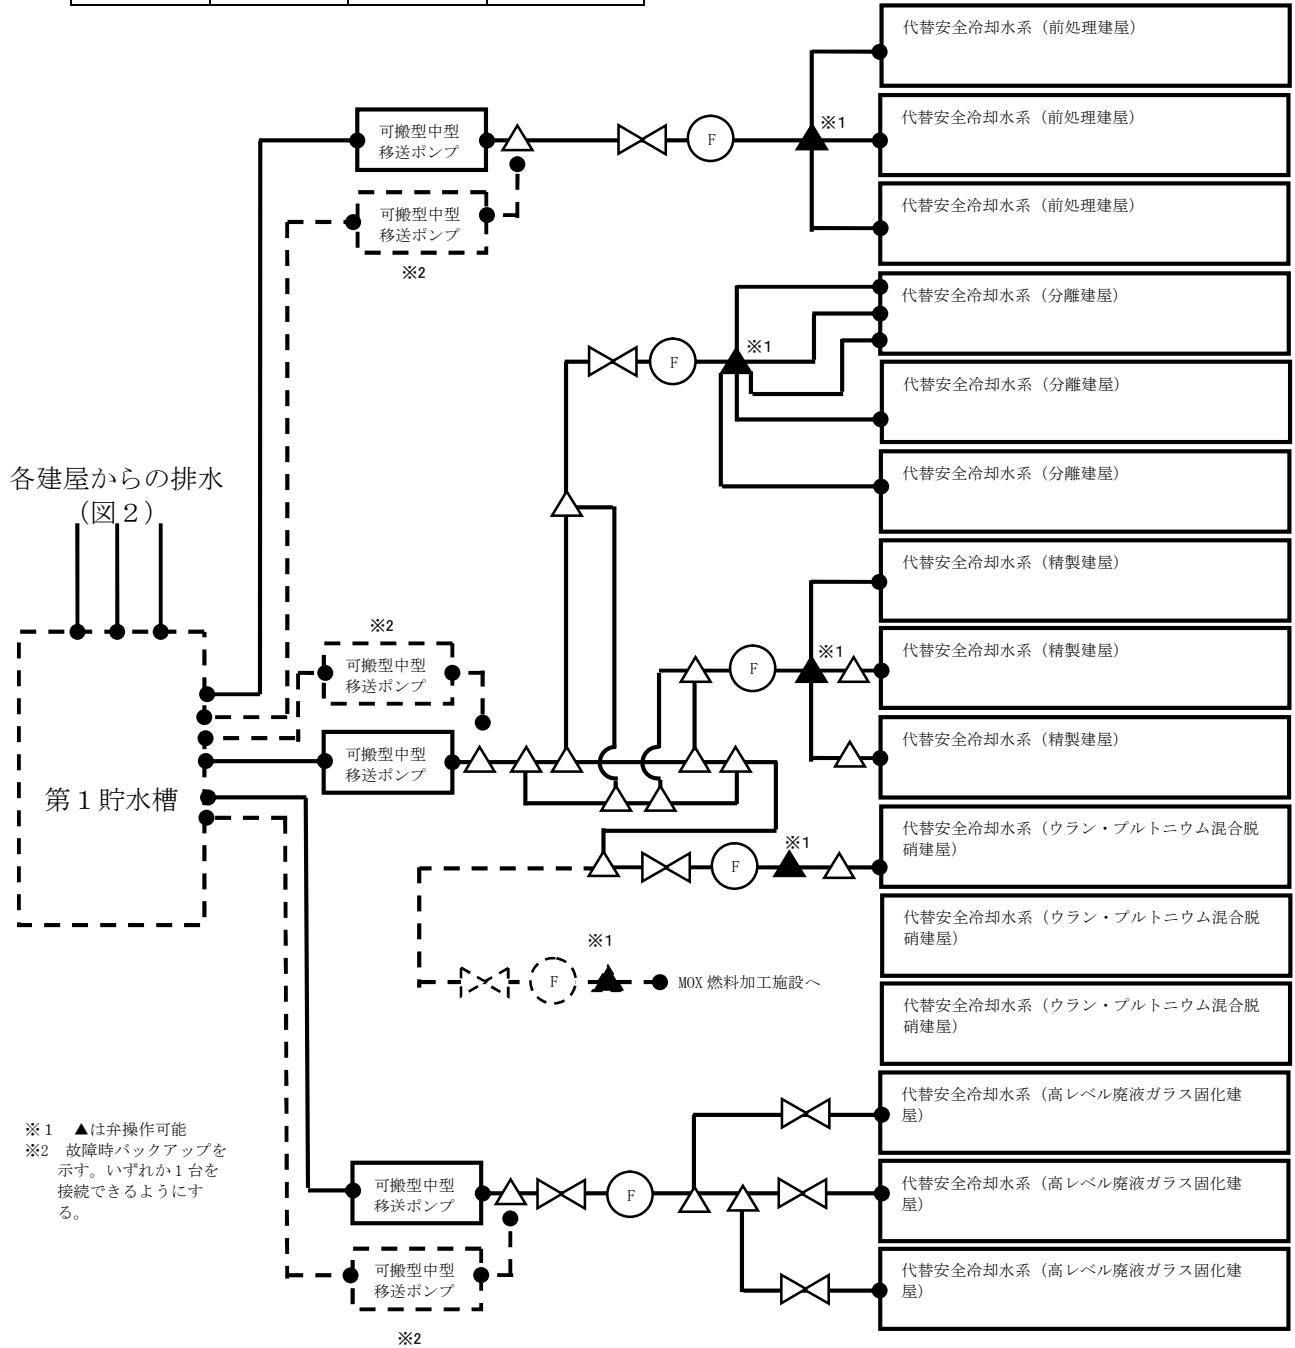 代替安全冷却水系（前処理建屋）
代替安全冷却水系（前処理建屋）
代替安全冷却水系（前処理建屋）
可搬型中型
移送ポンプ
F
※1
可搬型中型
移送ポンプ
※2
代替安全冷却水系（分離建屋）
代替安全冷却水系（分離建屋）
代替安全冷却水系（分離建屋）
F
※1
各建屋からの排水
（図２）
代替安全冷却水系（精製建屋）
代替安全冷却水系（精製建屋）
代替安全冷却水系（精製建屋）
※2
可搬型中型
移送ポンプ
F
※1
可搬型中型
移送ポンプ
第１貯水槽
代替安全冷却水系（ウラン・プルトニウム混合脱
硝建屋）
F
※1
代替安全冷却水系（ウラン・プルトニウム混合脱
硝建屋）
※1
F
MOX 燃料加工施設へ
代替安全冷却水系（ウラン・プルトニウム混合脱
硝建屋）
代替安全冷却水系（高レベル廃液ガラス固化建
屋）
代替安全冷却水系（高レベル廃液ガラス固化建
屋）
代替安全冷却水系（高レベル廃液ガラス固化建
屋）
※１　▲は弁操作可能
※2　故障時バックアップを
示す。いずれか１台を
接続できるようにす
る。
可搬型中型
移送ポンプ
F
可搬型中型
移送ポンプ
※2